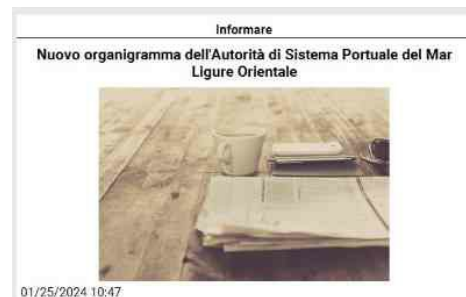 Informare
Nuovo organigramma dell'Autorità di Sistema Portuale del Mar
Ligure Orientale
01/25/2024 10:47